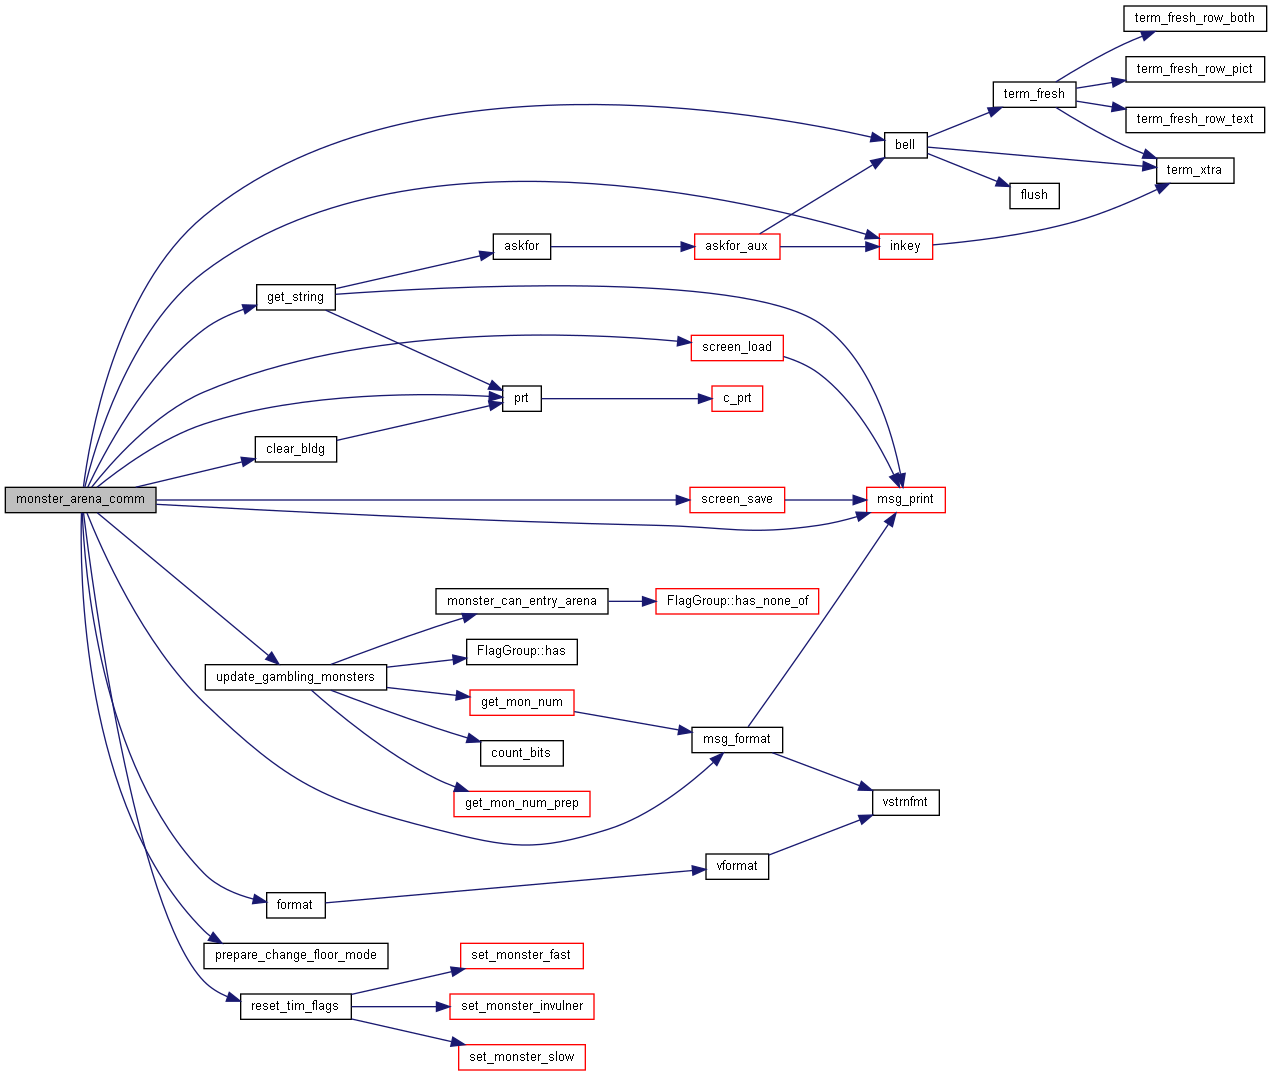 term_fresh_row_both
term_fresh_row_pict
term_fresh
term_fresh_row_text
bell
term_xtra
flush
askfor
askfor_aux
inkey
get_string
screen_load
prt
c_prt
clear_bldg
monster_arena_comm
screen_save
msg_print
monster_can_entry_arena
FlagGroup::has_none_of
FlagGroup::has
update_gambling_monsters
get_mon_num
msg_format
count_bits
get_mon_num_prep
vstrnfmt
vformat
format
prepare_change_floor_mode
set_monster_fast
reset_tim_flags
set_monster_invulner
set_monster_slow